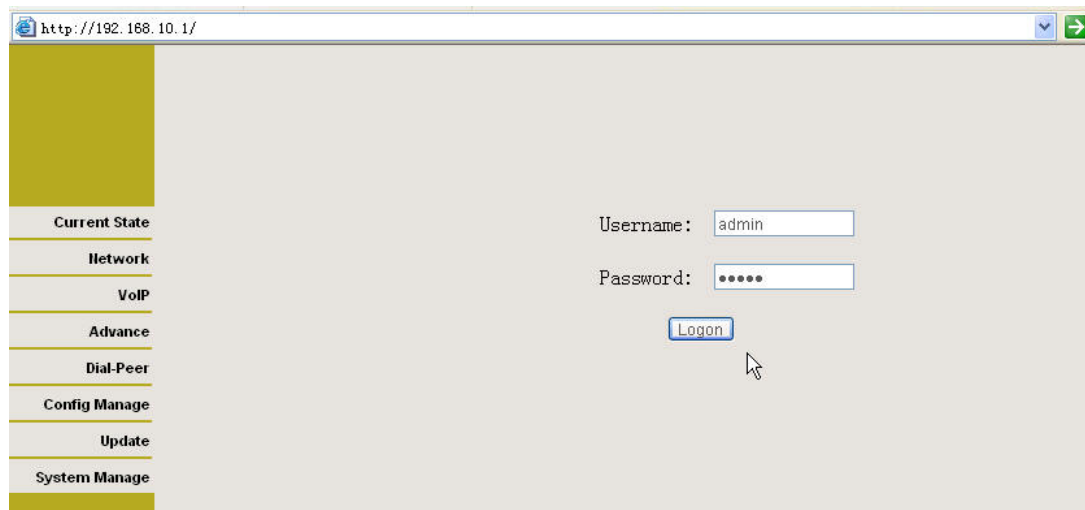 http://192.168.10.1/
Current State
Network
VoIP
Advance
Dial-Peer
Config Manage
Update
System Manage
Username: admin
Password: •••••
Logon